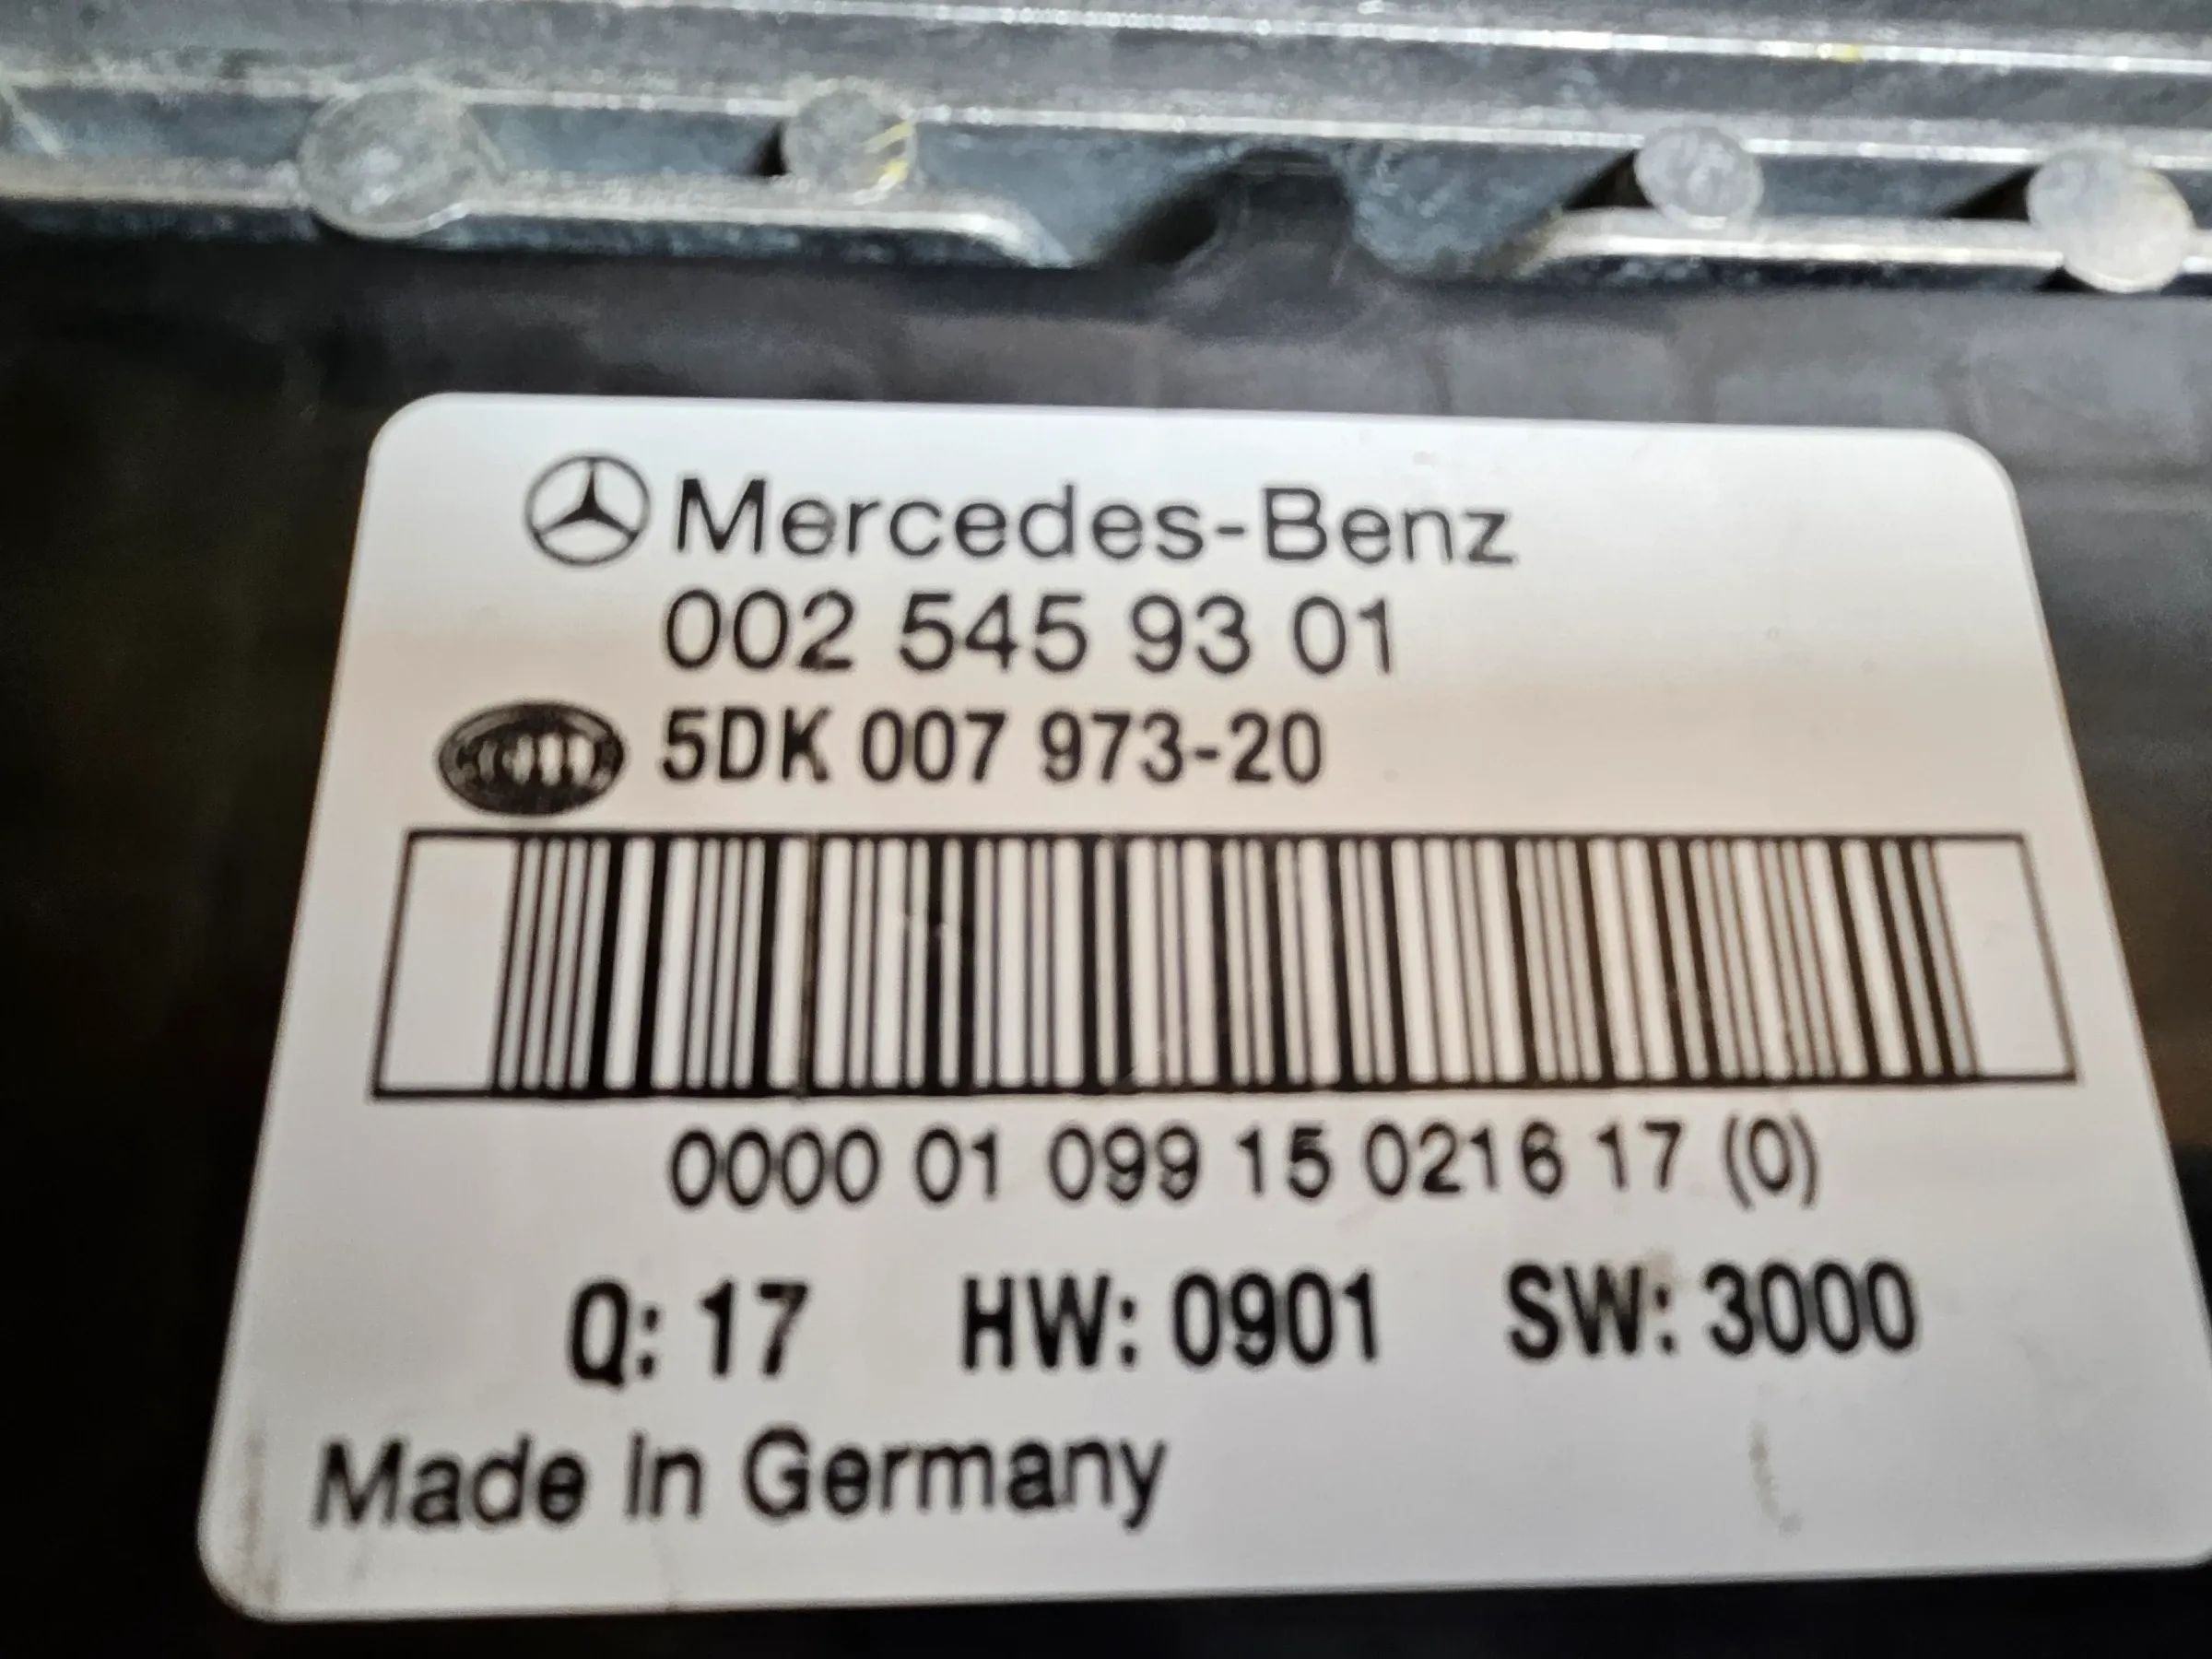 Mercedes-Benz
002 545 93 01
5DK 007 973-20
0000 01 099 15 0216 17 (0)
Q: 17 HW: 0901 SW: 3000
Made In Germany